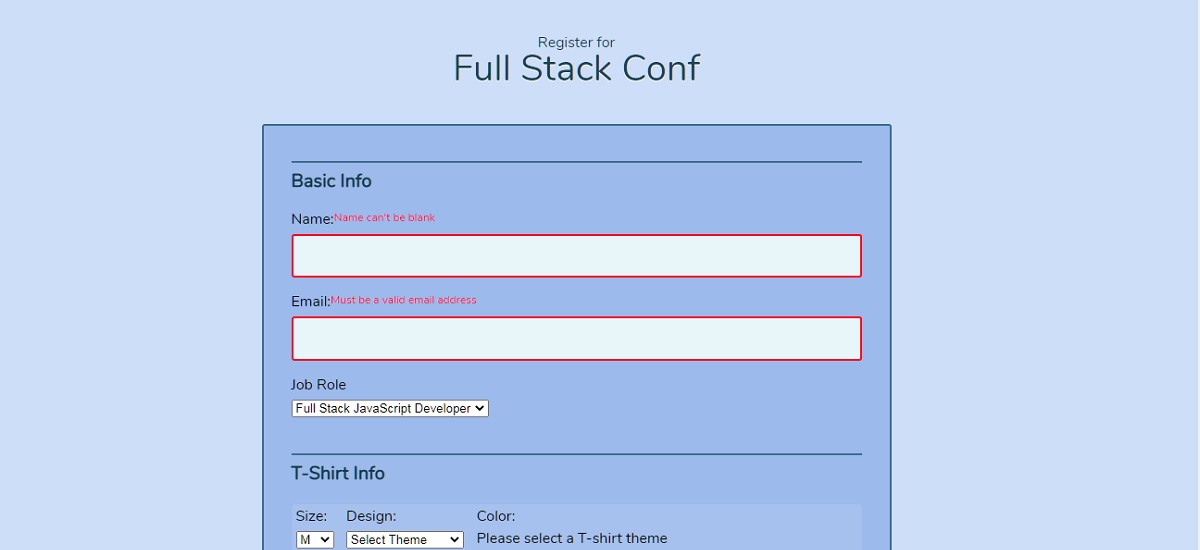 Register for
Full Stack Conf
Basic Info
Name:Name can't be blank
Email:Must be a valid email address
Job Role
Full Stack JavaScript Developer
T-Shirt Info
Size: Design: Color:
M Select Theme Please select a T-shirt theme